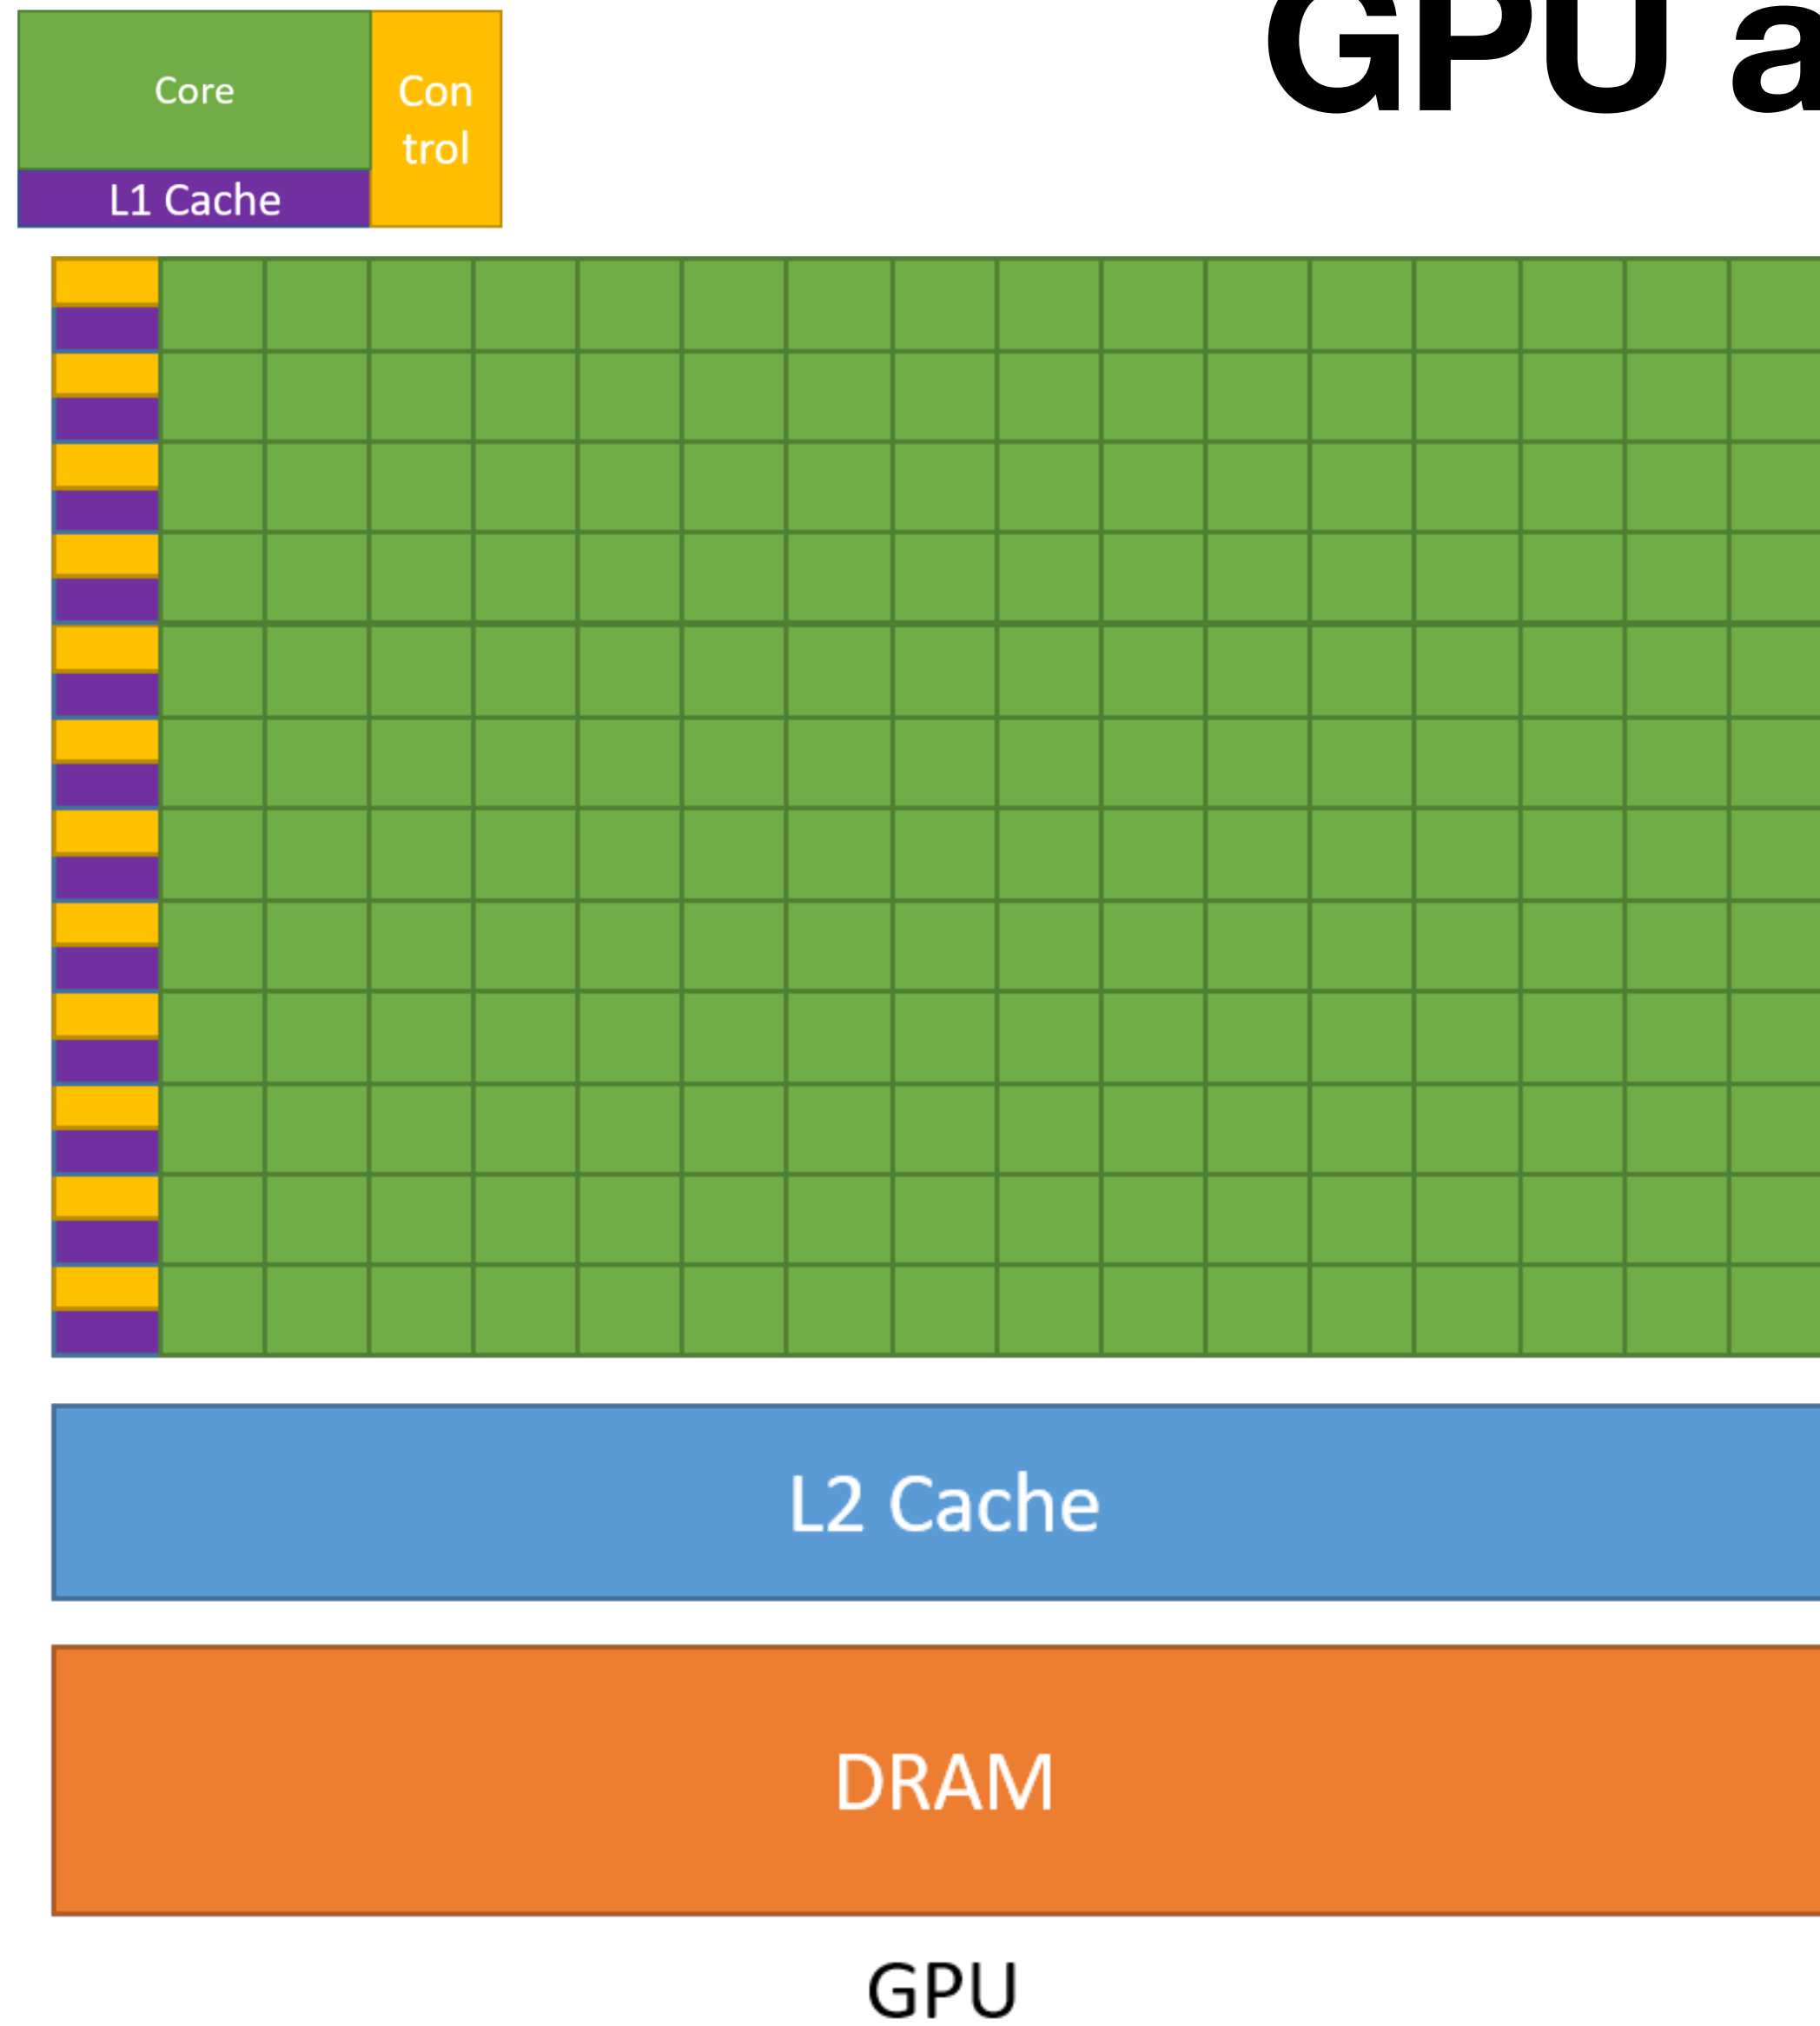 GPU a
Core
Con
trol
L1 Cache
L2 Cache
DRAM
GPU